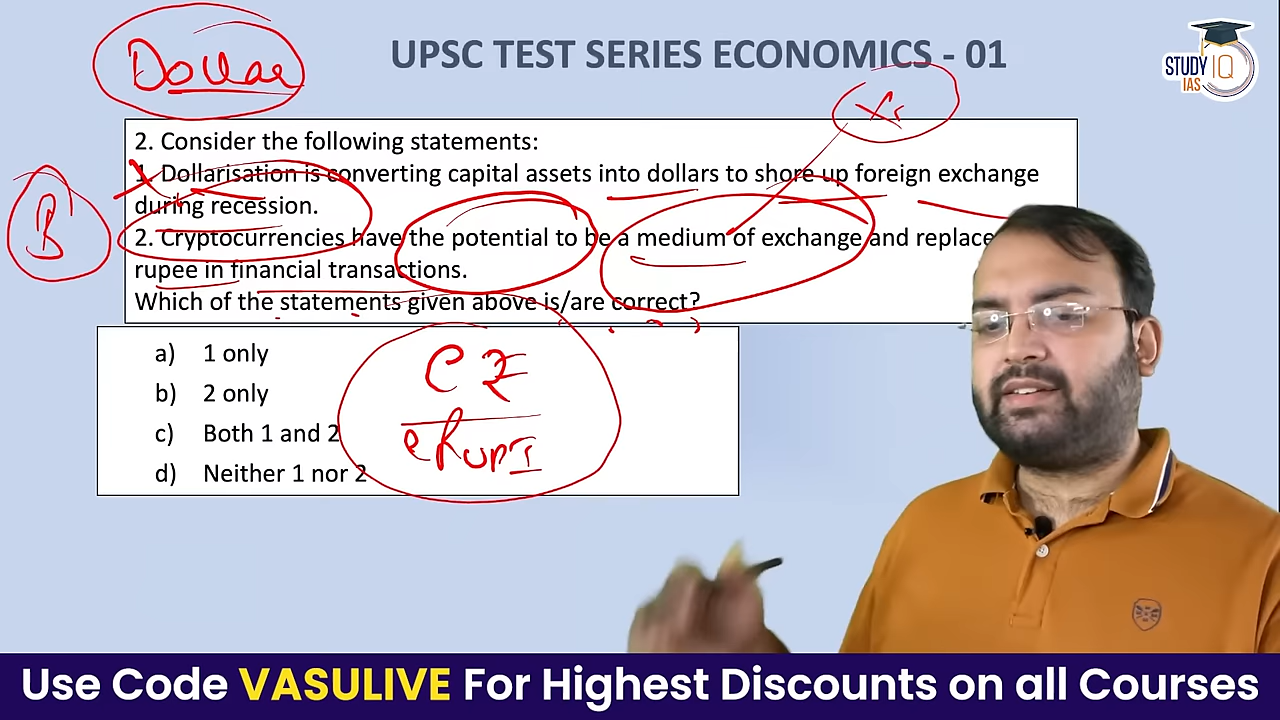 Dollar
UPSC TEST SERIES ECONOMICS - 01
STUDY IQ
IAS
2. Consider the following statements:
1. Dollarisation is converting capital assets into dollars to shore up foreign exchange
during recession.
2. Cryptocurrencies have the potential to be a medium of exchange and replace
rupee in financial transactions.
Which of the statements given above is/are correct?
B
a) 1 only
b) 2 only
c) Both 1 and 2
d) Neither 1 nor 2
e ₹
eRUPI
Use Code VASULIVE For Highest Discounts on all Courses